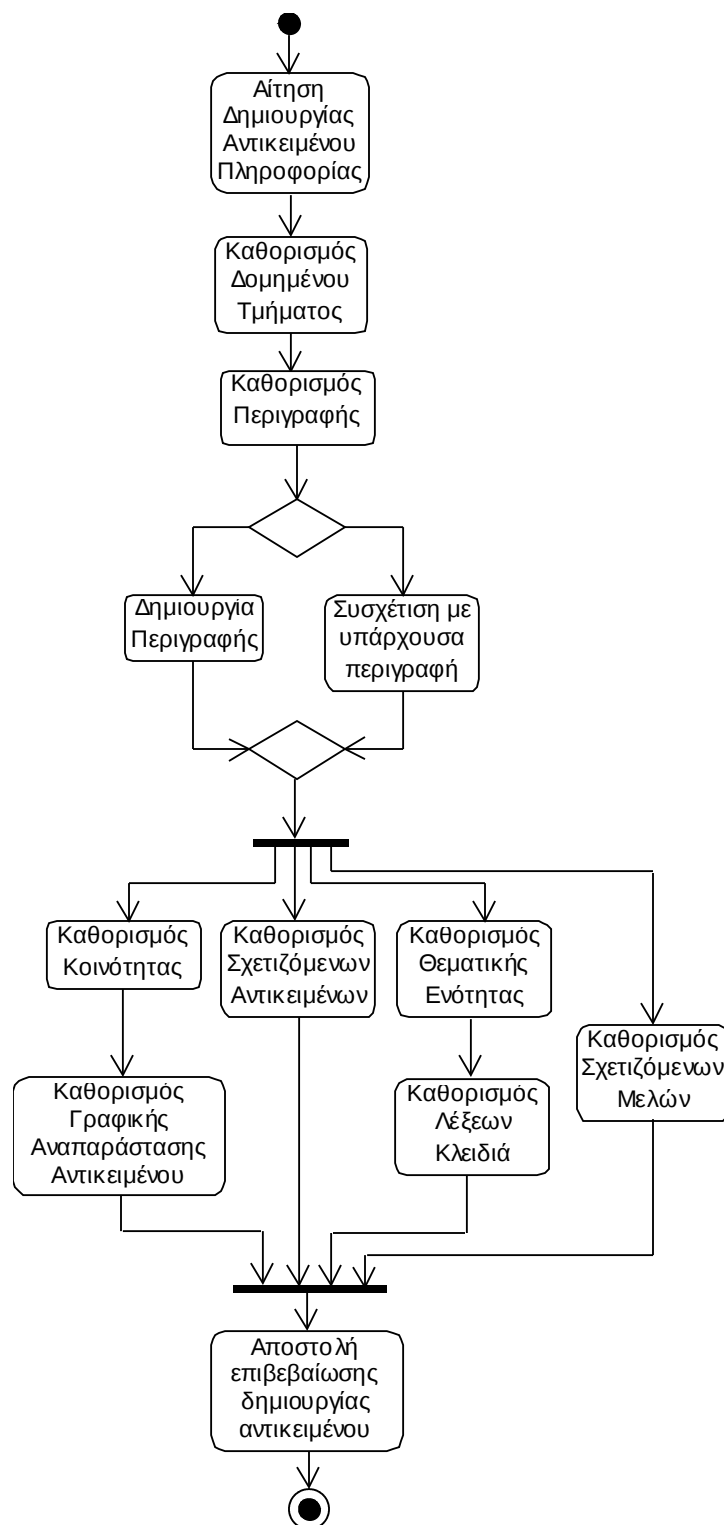 Αίτηση
Δημιουργίας
Αντικειμένου
Πληροφορίας
Καθορισμός
Δομημένου
Τμήματος
Καθορισμός
Περιγραφής
Δημιουργία
Περιγραφής
Συσχέτιση με
υπάρχουσα
περιγραφή
Καθορισμός
Κοινότητας
Καθορισμός
Σχετιζόμενων
Αντικειμένων
Καθορισμός
Θεματικής
Ενότητας
Καθορισμός
Σχετιζόμενων
Μελών
Καθορισμός
Γραφικής
Αναπαράστασης
Αντικειμένου
Καθορισμός
Λέξεων
Κλειδιά
Αποστολή
επιβεβαίωσης
δημιουργίας
αντικειμένου